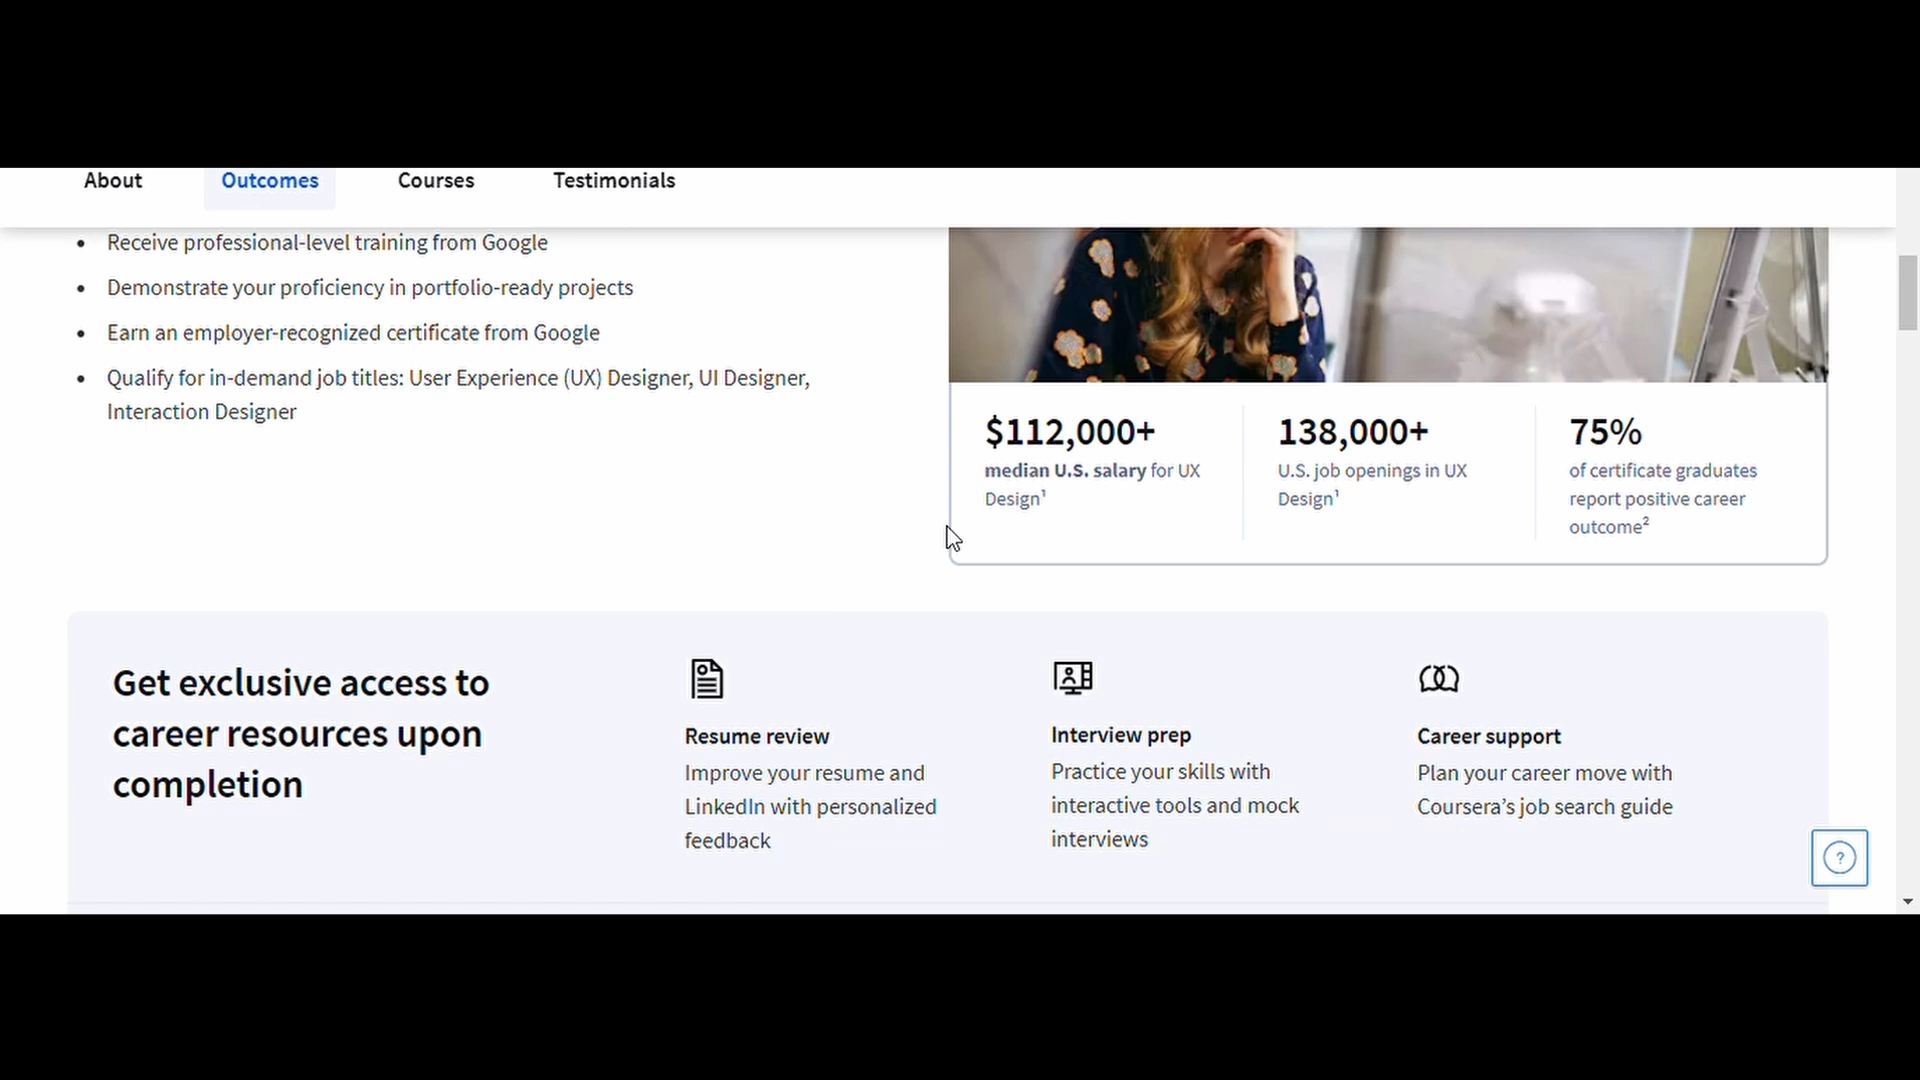 About
Outcomes
Courses
Testimonials
• Receive professional-level training from Google
• Demonstrate your proficiency in portfolio-ready projects
• Earn an employer-recognized certificate from Google
• Qualify for in-demand job titles: User Experience (UX) Designer, UI Designer,
Interaction Designer
$112,000+
median U.S. salary for UX
Design¹
138,000+
U.S. job openings in UX
Design¹
75%
of certificate graduates
report positive career
outcome²
Get exclusive access to
career resources upon
completion
Resume review
Improve your resume and
LinkedIn with personalized
feedback
Interview prep
Practice your skills with
interactive tools and mock
interviews
Career support
Plan your career move with
Coursera’s job search guide
?